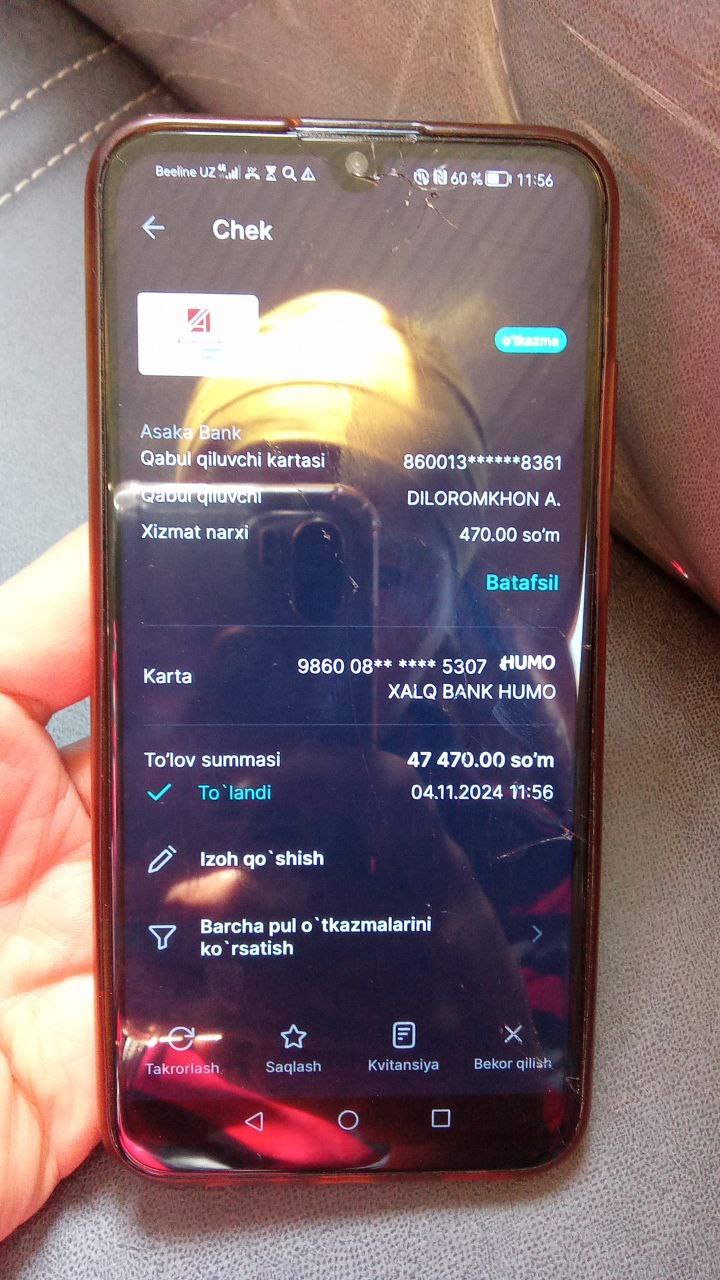 Beeline UZ 60 % 11:56
Chek
o'tkazma
Asaka Bank
Qabul qiluvchi kartasi 860013******8361
Qabul qiluvchi DILOROMKHON A.
Xizmat narxi 470.00 so'm
Batafsil
Karta 9860 08** **** 5307 HUMO
XALQ BANK HUMO
To'lov summasi 47 470.00 so'm
To`landi 04.11.2024 11:56
Izoh qo`shish
Barcha pul o`tkazmalarini
ko`rsatish
Takrorlash Saqlash Kvitansiya Bekor qilish